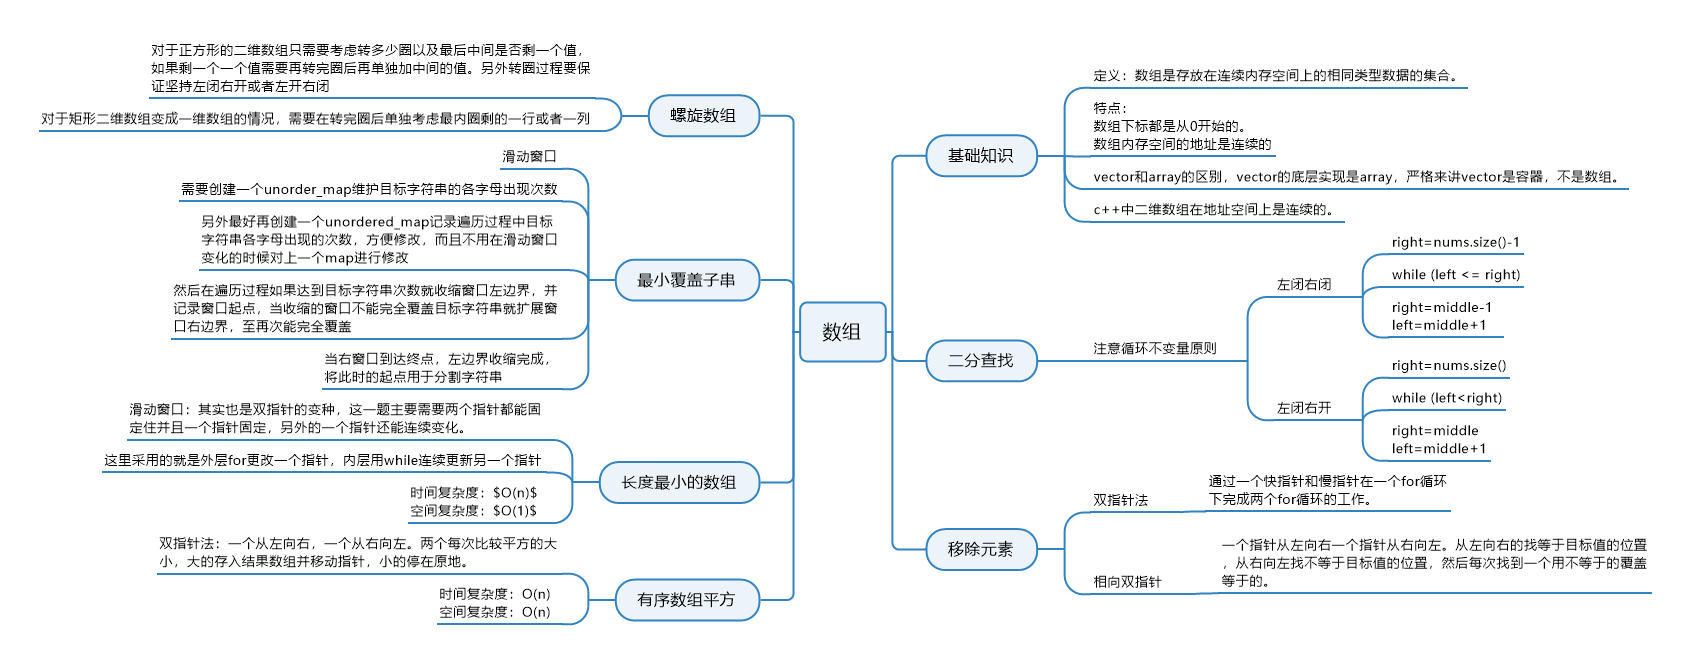 数组
基础知识
定义：数组是存放在连续内存空间上的相同类型数据的集合。
特点：
数组下标都是从0开始的。
数组内存空间的地址是连续的
vector和array的区别，vector的底层实现是array，严格来讲vector是容器，不是数组。
c++中二维数组在地址空间上是连续的。
二分查找
注意循环不变量原则
左闭右闭
right=nums.size()-1
while (left <= right)
right=middle-1
left=middle+1
左闭右开
right=nums.size()
while (left<right)
right=middle
left=middle+1
移除元素
双指针法
通过一个快指针和慢指针在一个for循环
下完成两个for循环的工作。
相向双指针
一个指针从左向右一个指针从右向左。从左向右的找等于目标值的位置
，从右向左找不等于目标值的位置，然后每次找到一个用不等于的覆盖
等于的。
螺旋数组
对于正方形的二维数组只需要考虑转多少圈以及最后中间是否剩一个值，
如果剩一个一个值需要再转完圈后再单独加中间的值。另外转圈过程要保
证坚持左闭右开或者左开右闭
对于矩形二维数组变成一维数组的情况，需要在转完圈后单独考虑最内圈剩的一行或者一列
最小覆盖子串
滑动窗口
需要创建一个unorder_map维护目标字符串的各字母出现次数
另外最好再创建一个unordered_map记录遍历过程中目标
字符串各字母出现的次数，方便修改，而且不用在滑动窗口
变化的时候对上一个map进行修改
然后在遍历过程如果达到目标字符串次数就收缩窗口左边界，并
记录窗口起点，当收缩的窗口不能完全覆盖目标字符串就扩展窗
口右边界，至再次能完全覆盖
当右窗口到达终点，左边界收缩完成，
将此时的起点用于分割字符串
长度最小的数组
滑动窗口：其实也是双指针的变种，这一题主要需要两个指针都能固
定住并且一个指针固定，另外的一个指针还能连续变化。
这里采用的就是外层for更改一个指针，内层用while连续更新另一个指针
时间复杂度：$O(n)$
空间复杂度：$O(1)$
有序数组平方
双指针法：一个从左向右，一个从右向左。两个每次比较平方的大
小，大的存入结果数组并移动指针，小的停在原地。
时间复杂度：O(n)
空间复杂度：O(n)